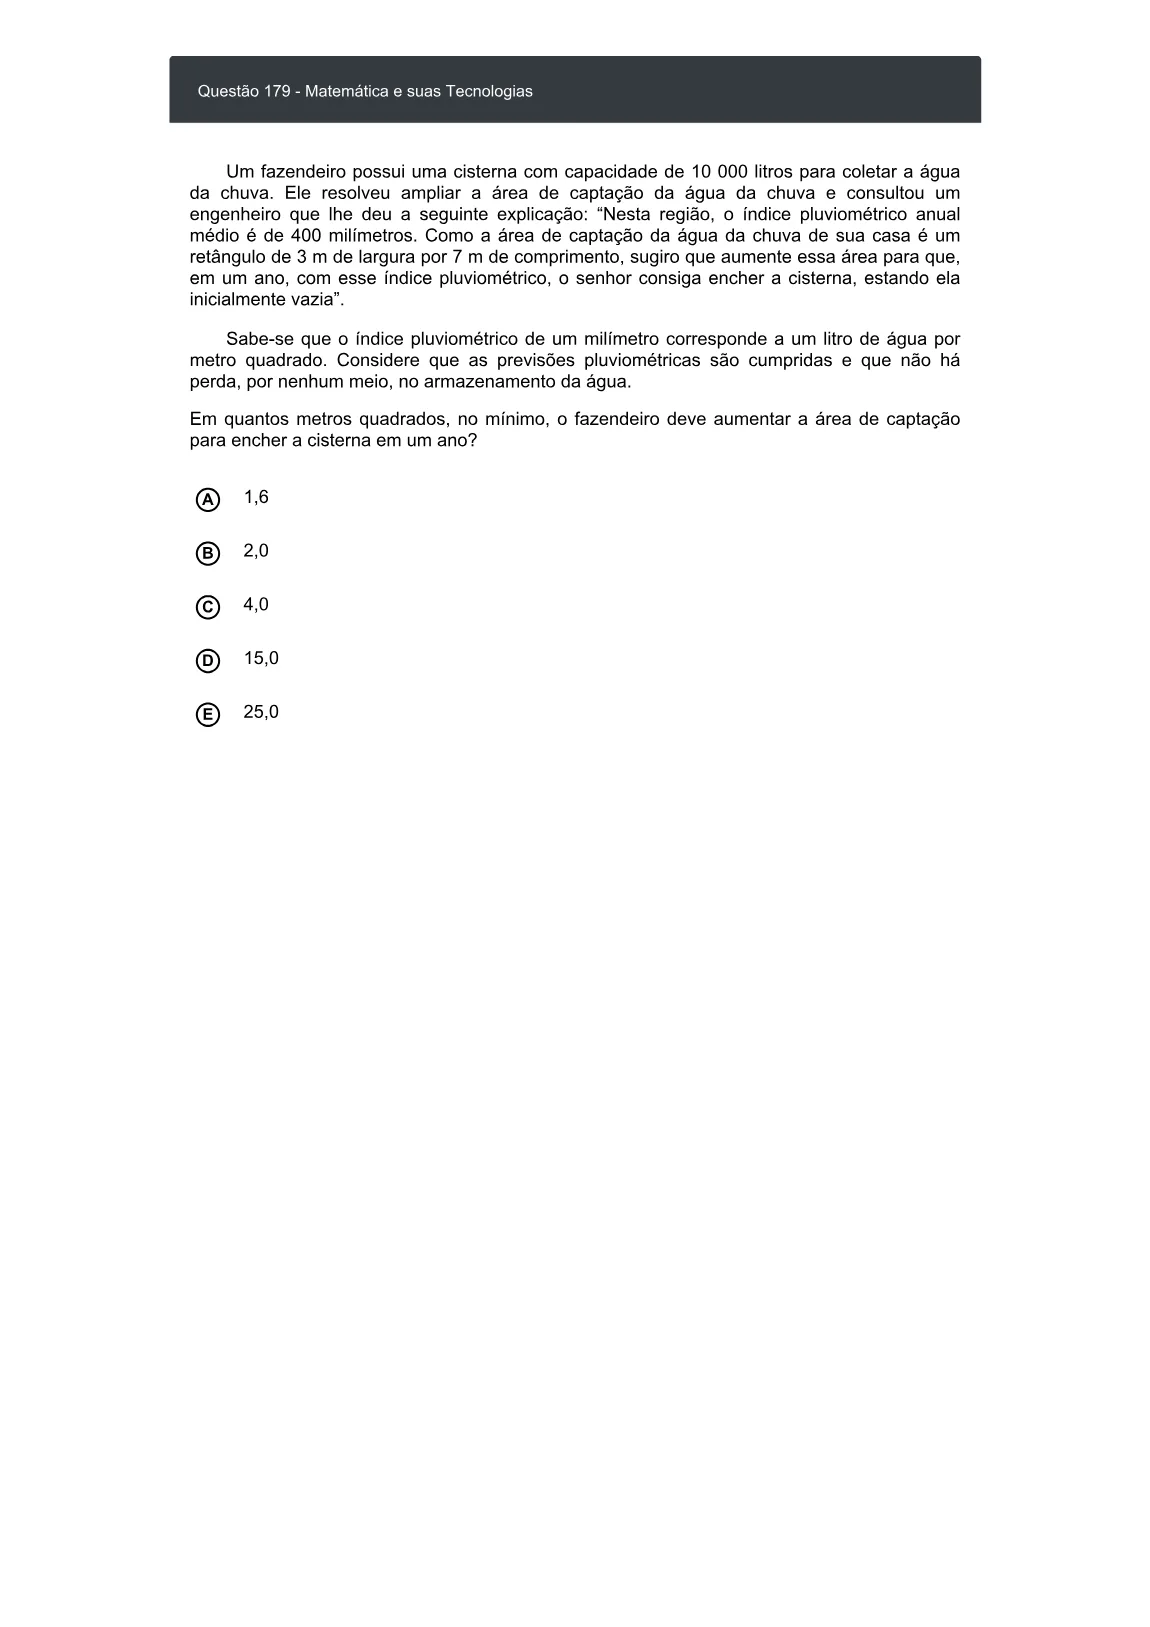 Questão 179 - Matemática e suas Tecnologias
Um fazendeiro possui uma cisterna com capacidade de 10 000 litros para coletar a água
da chuva. Ele resolveu ampliar a área de captação da água da chuva e consultou um
engenheiro que lhe deu a seguinte explicação: “Nesta região, o índice pluviométrico anual
médio é de 400 milímetros. Como a área de captação da água da chuva de sua casa é um
retângulo de 3 m de largura por 7 m de comprimento, sugiro que aumente essa área para que,
em um ano, com esse índice pluviométrico, o senhor consiga encher a cisterna, estando ela
inicialmente vazia”.
Sabe-se que o índice pluviométrico de um milímetro corresponde a um litro de água por
metro quadrado. Considere que as previsões pluviométricas são cumpridas e que não há
perda, por nenhum meio, no armazenamento da água.
Em quantos metros quadrados, no mínimo, o fazendeiro deve aumentar a área de captação
para encher a cisterna em um ano?
A 1,6
B 2,0
C 4,0
D 15,0
E 25,0